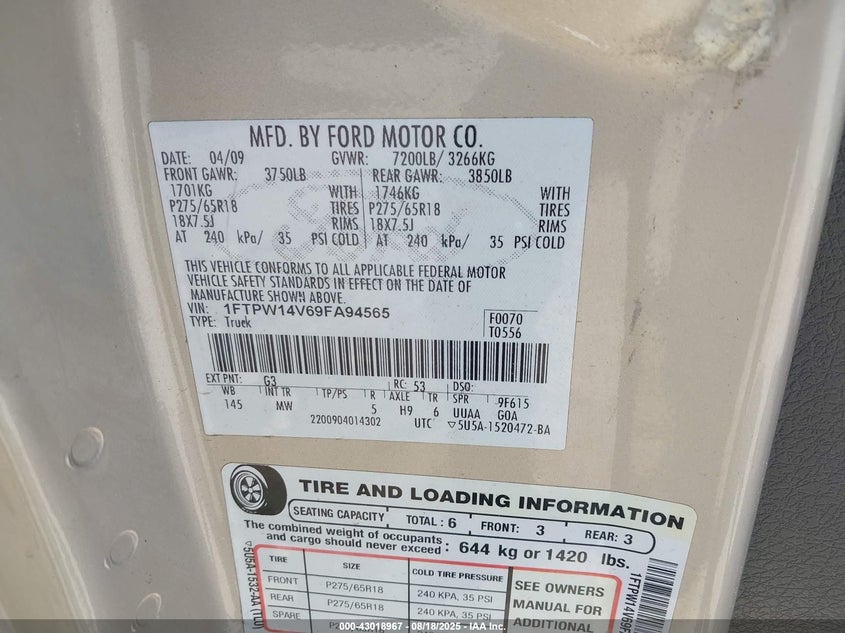 MFD. BY FORD MOTOR CO.
DATE: 04/09 GVWR: 7200LB/ 3266KG
FRONT GAWR: 3750LB REAR GAWR: 3850LB
1701KG WITH 1746KG WITH
P275/65R18 TIRES P275/65R18 TIRES
18X7.5J RIMS 18X7.5J RIMS
AT 240 kPa/ 35 PSI COLD AT 240 kPa/ 35 PSI COLD
THIS VEHICLE CONFORMS TO ALL APPLICABLE FEDERAL MOTOR
VEHICLE SAFETY STANDARDS IN EFFECT ON THE DATE OF
MANUFACTURE SHOWN ABOVE.
VIN: 1FTPW14V69FA94565 F0070
TYPE: Truck T0556
EXT PNT: G3 RC: 53 DSO:
WB INT TR TP/PS R AXLE TR SPR 9F615
145 MW 5 H9 6 UUAA GOA
2200904014302 UTC ▽5U5A-1520472-BA
TIRE AND LOADING INFORMATION
SEATING CAPACITY TOTAL : 6 FRONT: 3 REAR: 3
The combined weight of occupants
and cargo should never exceed : 644 kg or 1420 lbs.
TIRE SIZE COLD TIRE PRESSURE
FRONT P275/65R18 240 KPA, 35 PSI
REAR P275/65R18 240 KPA, 35 PSI
SPARE
SEE OWNERS
MANUAL FOR
ADDITIONAL
▽5U5A-1532-AA (TLU)
1FTPW14V69F
000-43018967 - 08/18/2025 - IAA Inc.